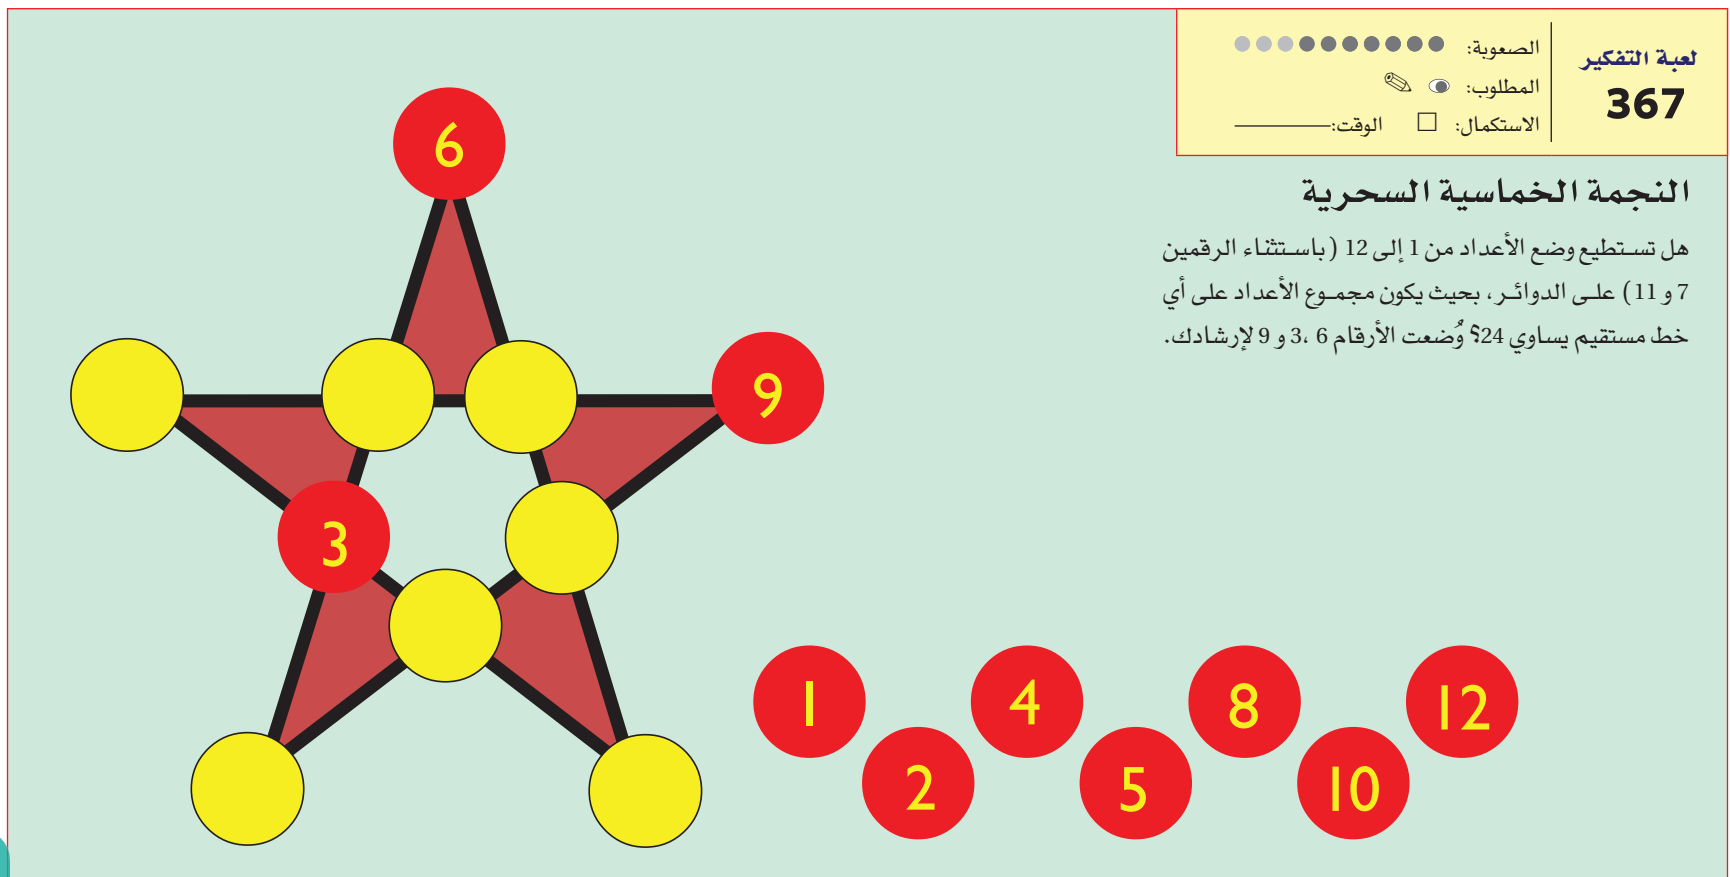 لعبة التفكير
367
الصعوبة:
المطلوب:
الاستكمال: الوقت:
النجمة الخماسية السحرية
هل تستطيع وضع الأعداد من 1 إلى 12 (باستثناء الرقمين
7 و 11) على الدوائر، بحيث يكون مجموع الأعداد على أي
خط مستقيم يساوي 24؟ وُضعت الأرقام 6 ،3 و 9 لإرشادك.
6
9
3
1
4
8
12
2
5
10